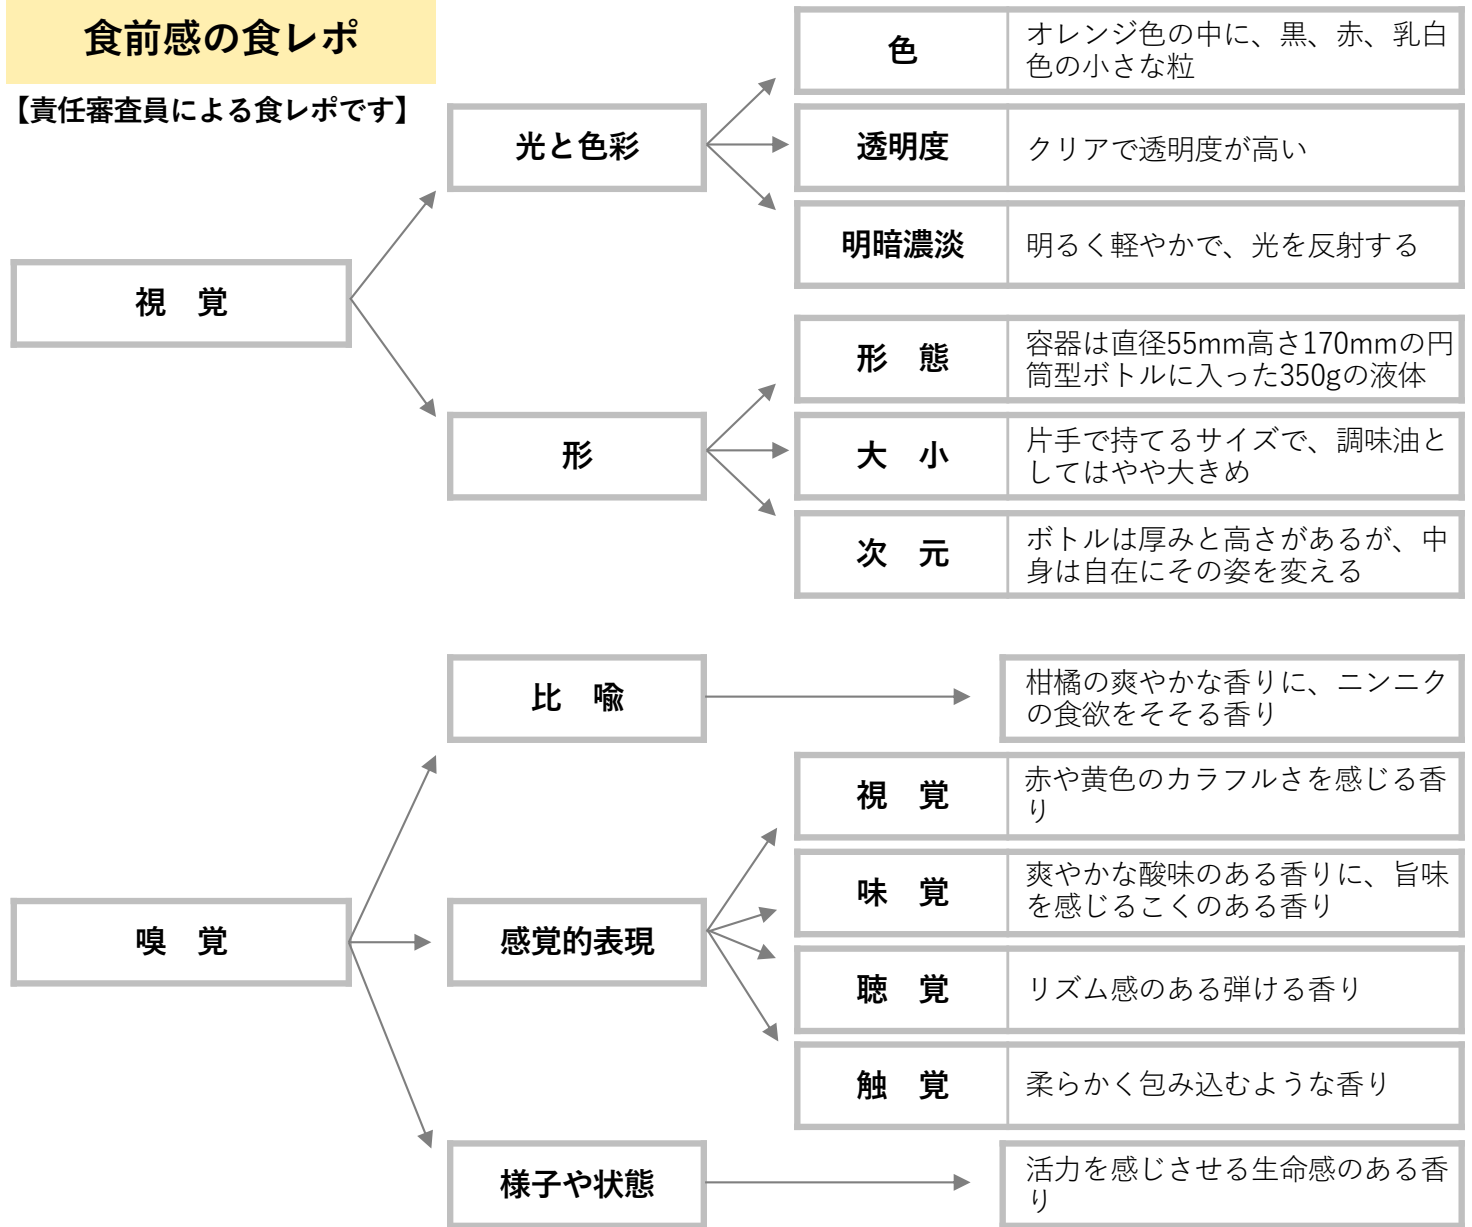 食前感の食レポ
【責任審査員による食レポです】
視　覚
光と色彩
色
オレンジ色の中に、黒、赤、乳白
色の小さな粒
透明度
クリアで透明度が高い
明暗濃淡
明るく軽やかで、光を反射する
形
形　態
容器は直径55mm高さ170mmの円
筒型ボトルに入った350gの液体
大　小
片手で持てるサイズで、調味油と
してはやや大きめ
次　元
ボトルは厚みと高さがあるが、中
身は自在にその姿を変える
嗅　覚
比　喩
柑橘の爽やかな香りに、ニンニク
の食欲をそそる香り
感覚的表現
視　覚
赤や黄色のカラフルさを感じる香
り
味　覚
爽やかな酸味のある香りに、旨味
を感じるこくのある香り
聴　覚
リズム感のある弾ける香り
触　覚
柔らかく包み込むような香り
様子や状態
活力を感じさせる生命感のある香
り